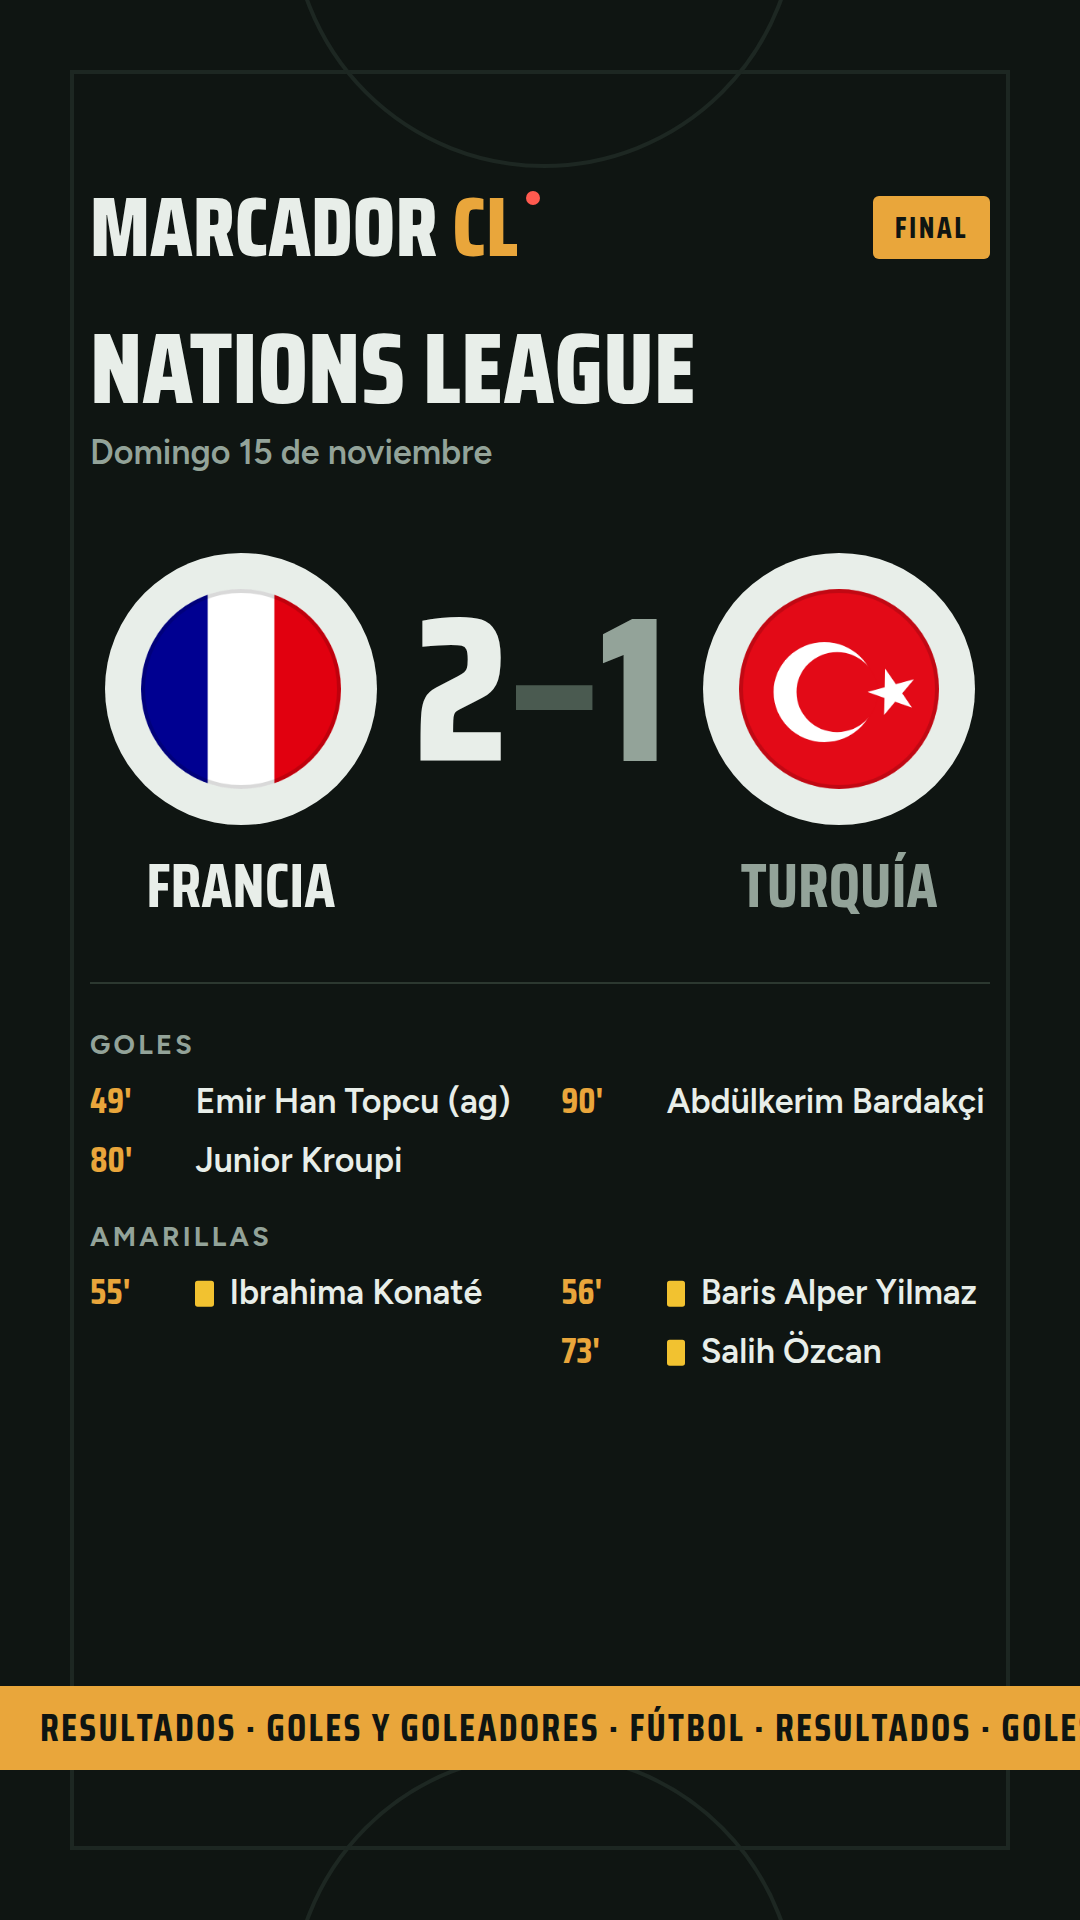 MARCADOR CL
FINAL
NATIONS LEAGUE
Domingo 15 de noviembre
2-1
FRANCIA
TURQUÍA
GOLES
49' Emir Han Topcu (ag) 90' Abdülkerim Bardakçi
80' Junior Kroupi
AMARILLAS
55' Ibrahima Konaté 56' Baris Alper Yilmaz
73' Salih Özcan
RESULTADOS · GOLES Y GOLEADORES · FÚTBOL · RESULTADOS · GOLES